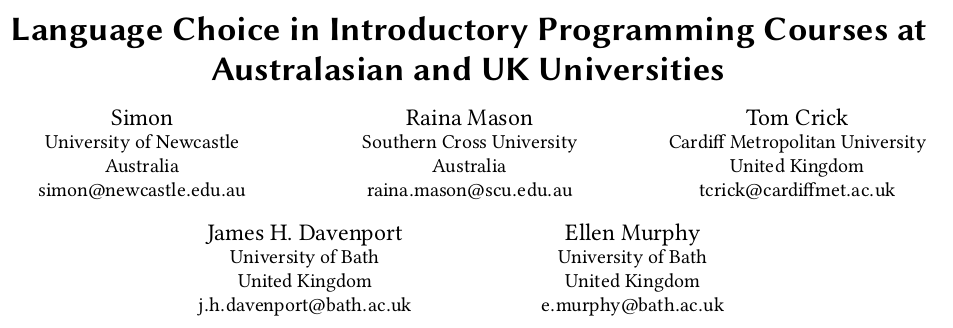 Language Choice in Introductory Programming Courses at
Australasian and UK Universities
Simon
University of Newcastle
Australia
simon@newcastle.edu.au
Raina Mason
Southern Cross University
Australia
raina.mason@scu.edu.au
Tom Crick
Cardiff Metropolitan University
United Kingdom
tcrick@cardiffmet.ac.uk
James H. Davenport
University of Bath
United Kingdom
j.h.davenport@bath.ac.uk
Ellen Murphy
University of Bath
United Kingdom
e.murphy@bath.ac.uk